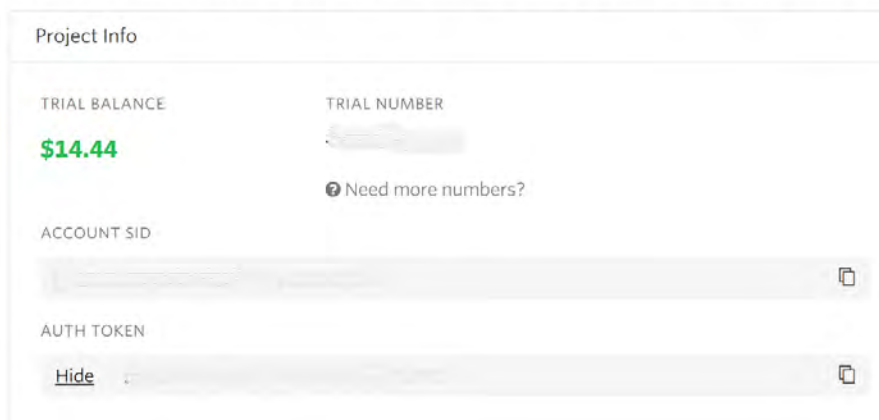 Project Info
TRIAL BALANCE
TRIAL NUMBER
$14.44
Need more numbers?
ACCOUNT SID
AUTH TOKEN
Hide